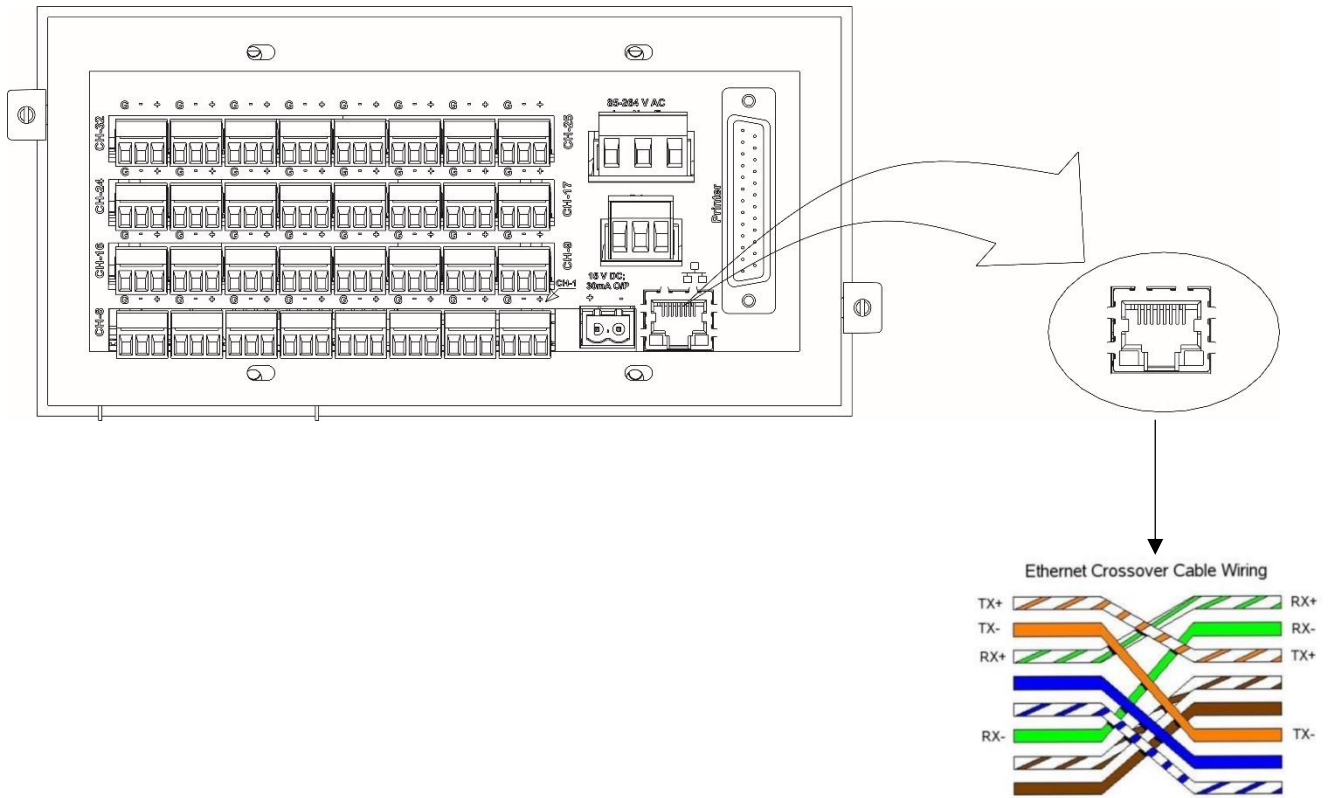 G - + G - + G - + G - + G - + G - + G - + G - +
85-264 V AC
CH-32
CH-25
G - + G - + G - + G - + G - + G - + G - + G - +
CH-24
CH-17
Printer
G - + G - + G - + G - + G - + G - + G - + G - +
CH-16
CH-9
15 V DC;
30mA O/P
+ -
CH-1
G - + G - + G - + G - + G - + G - + G - + G - +
CH-8
Ethernet Crossover Cable Wiring
TX+ RX+
TX- RX-
RX+ TX+
RX- TX-